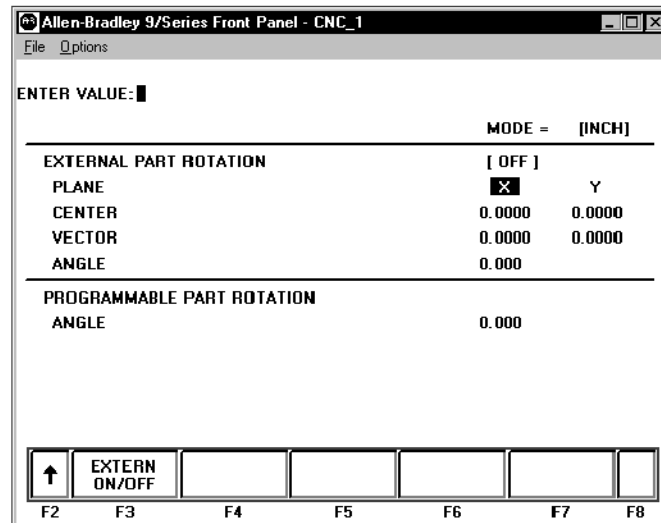 Allen-Bradley 9/Series Front Panel - CNC_1
File Options
ENTER VALUE:
MODE = [INCH]
EXTERNAL PART ROTATION [ OFF ]
PLANE X Y
CENTER 0.0000 0.0000
VECTOR 0.0000 0.0000
ANGLE 0.000
PROGRAMMABLE PART ROTATION
ANGLE 0.000
EXTERN
ON/OFF
F2 F3 F4 F5 F6 F7 F8